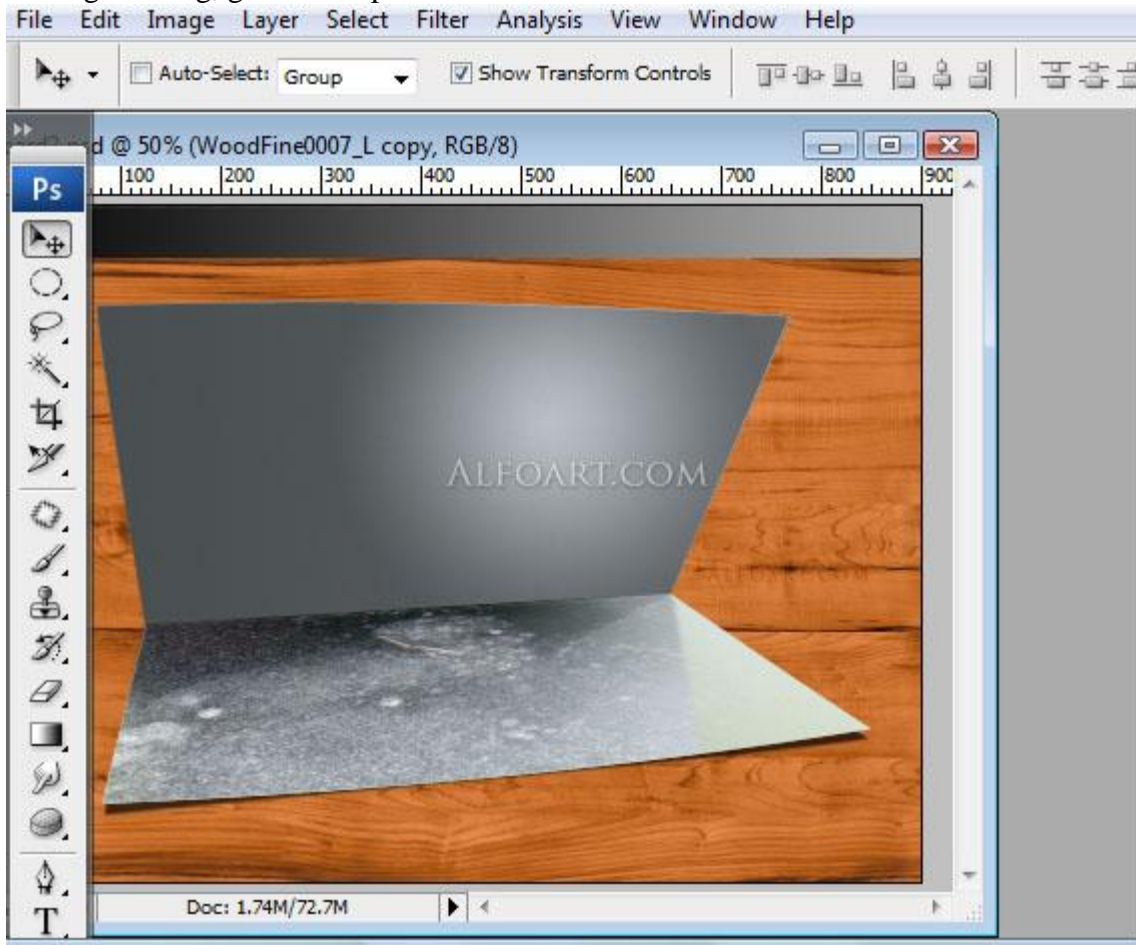 File Edit Image Layer Select Filter Analysis View Window Help
Auto-Select: Group Show Transform Controls
@ 50% (WoodFine0007_L copy, RGB/8)
Ps
100 200 300 400 500 600 700 800 900
ALFOART.COM
ALFOART.COM
T
Doc: 1.74M/72.7M